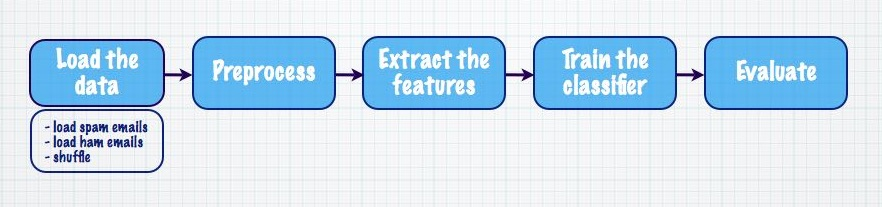 Load the
data
Preprocess
Extract the
features
Train the
classifier
Evaluate
- load spam emails
- load ham emails
- shuffle